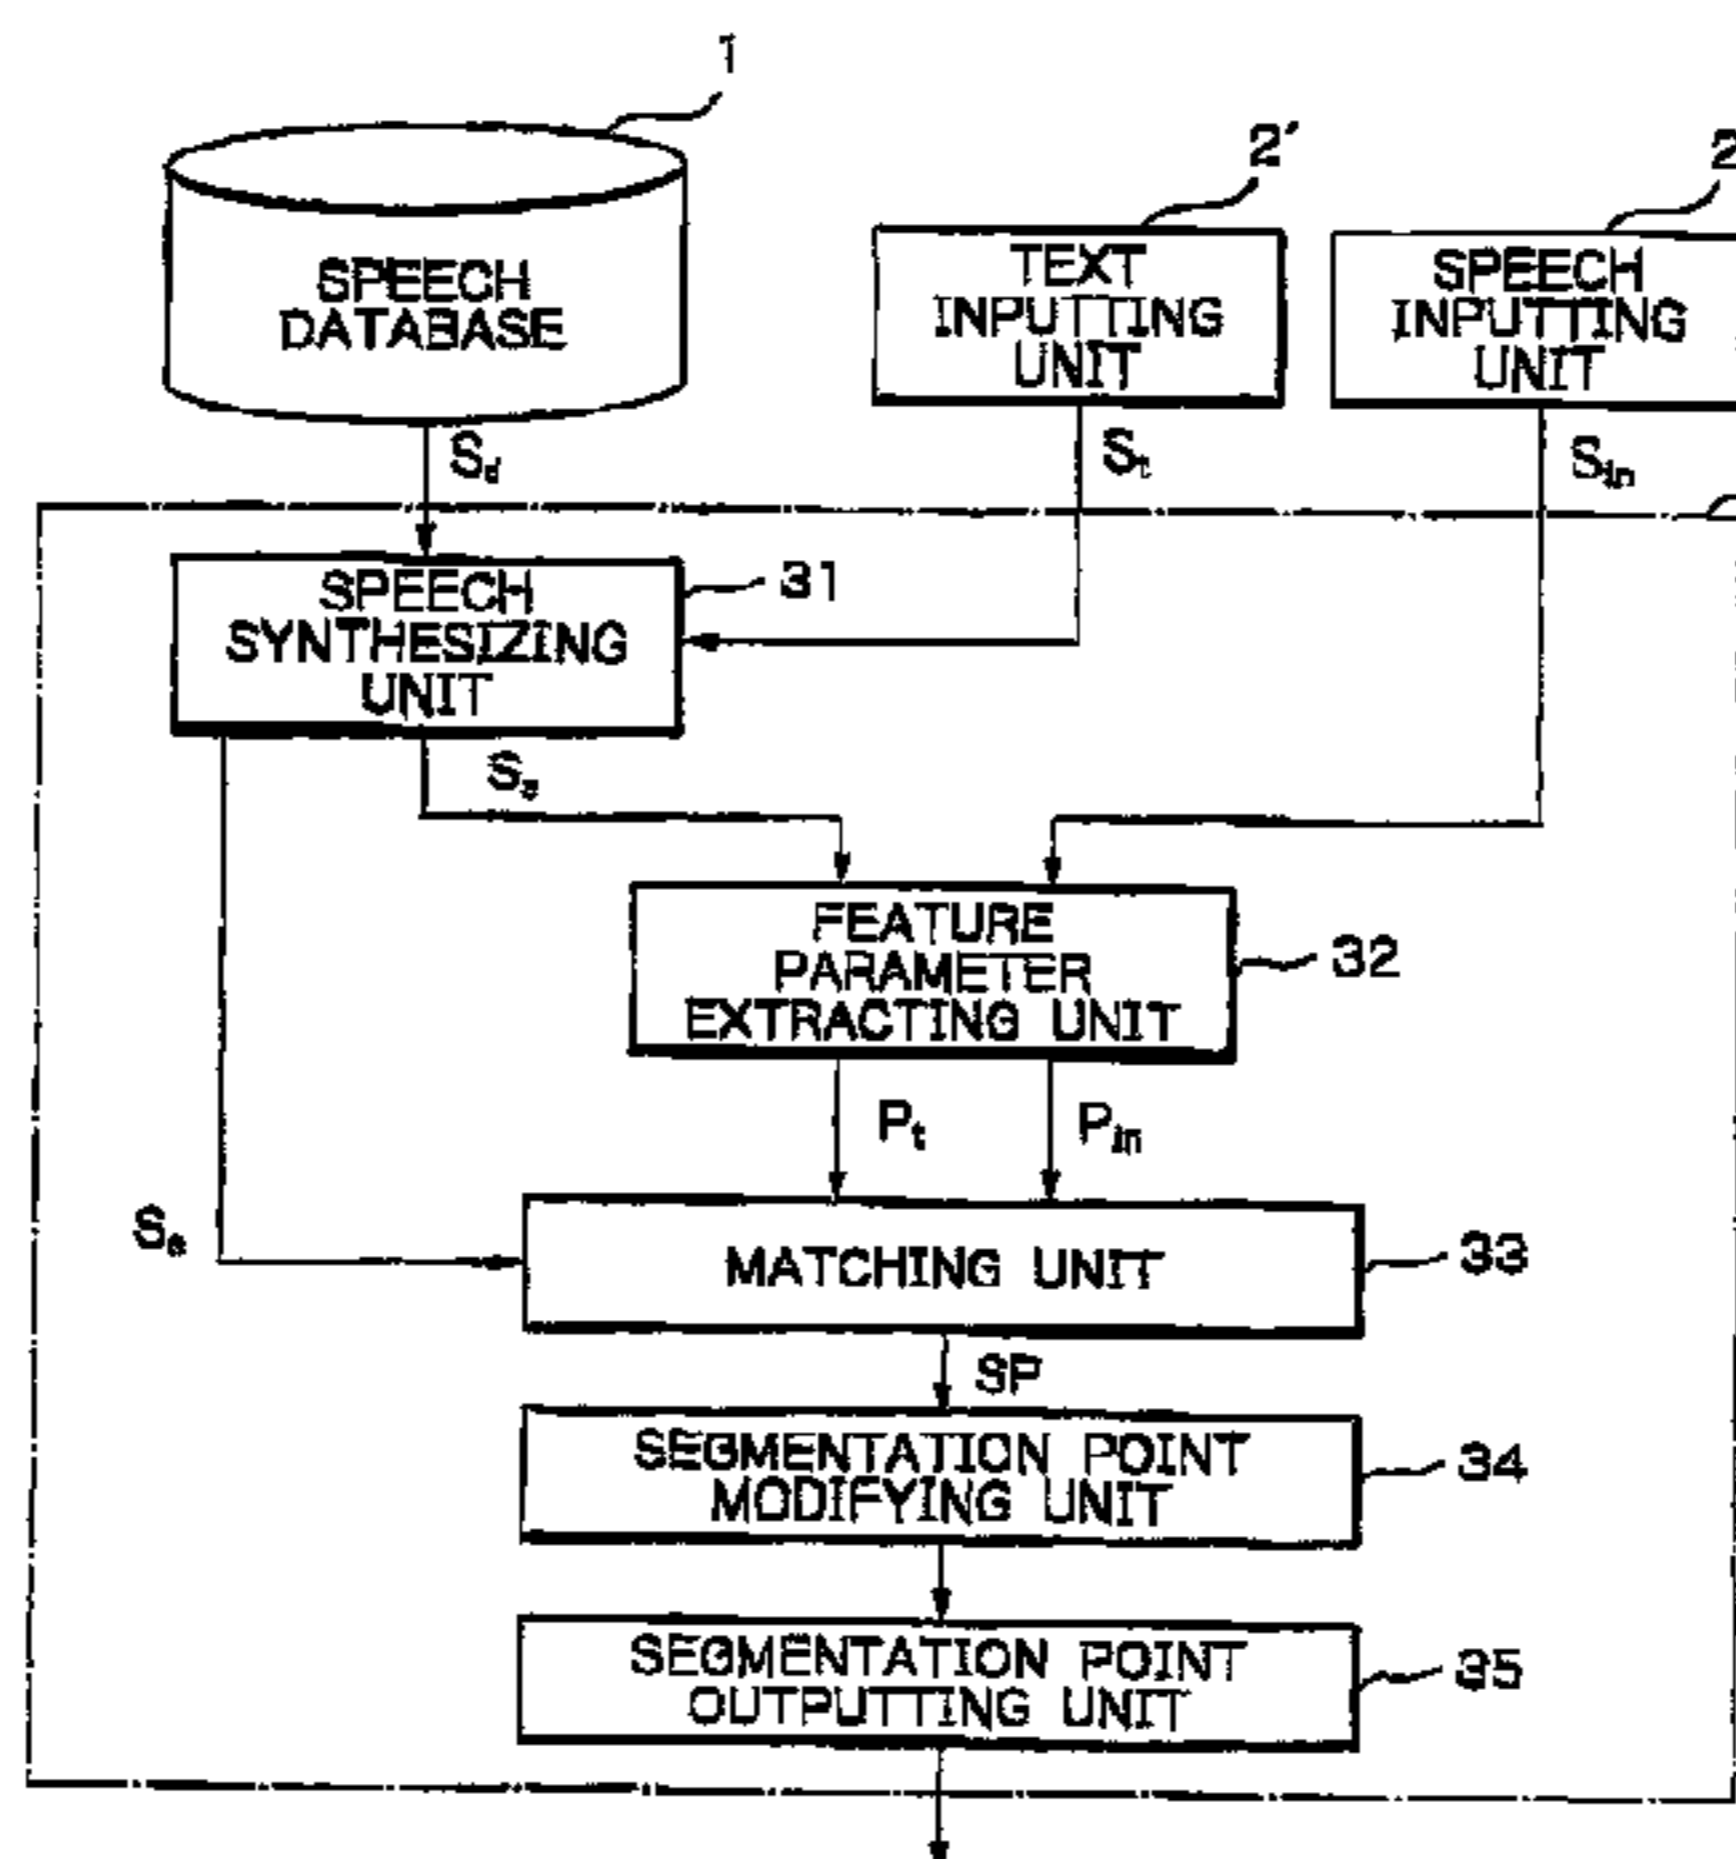 1
2'
2
SPEECH
DATABASE
TEXT
INPUTTING
UNIT
SPEECH
INPUTTING
UNIT
Sd
St
Sin
SPEECH
SYNTHESIZING
UNIT
31
FEATURE
PARAMETER
EXTRACTING UNIT
32
Pt
Pin
MATCHING UNIT
33
SP
SEGMENTATION POINT
MODIFYING UNIT
34
SEGMENTATION POINT
OUTPUTTING UNIT
35